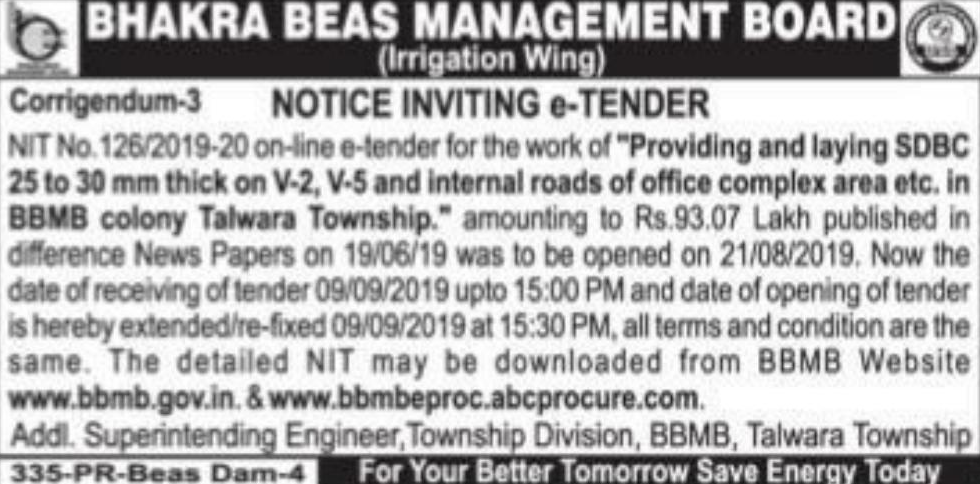 BHAKRA BEAS MANAGEMENT BOARD
(Irrigation Wing)
Corrigendum-3 NOTICE INVITING e-TENDER
NIT No.126/2019-20 on-line e-tender for the work of "Providing and laying SDBC
25 to 30 mm thick on V-2, V-5 and internal roads of office complex area etc. in
BBMB colony Talwara Township." amounting to Rs.93.07 Lakh published in
difference News Papers on 19/06/19 was to be opened on 21/08/2019. Now the
date of receiving of tender 09/09/2019 upto 15:00 PM and date of opening of tender
is hereby extended/re-fixed 09/09/2019 at 15:30 PM, all terms and condition are the
same. The detailed NIT may be downloaded from BBMB Website
www.bbmb.gov.in. & www.bbmbeproc.abcprocure.com.
Addl. Superintending Engineer,Township Division, BBMB, Talwara Township
335-PR-Beas Dam-4 For Your Better Tomorrow Save Energy Today